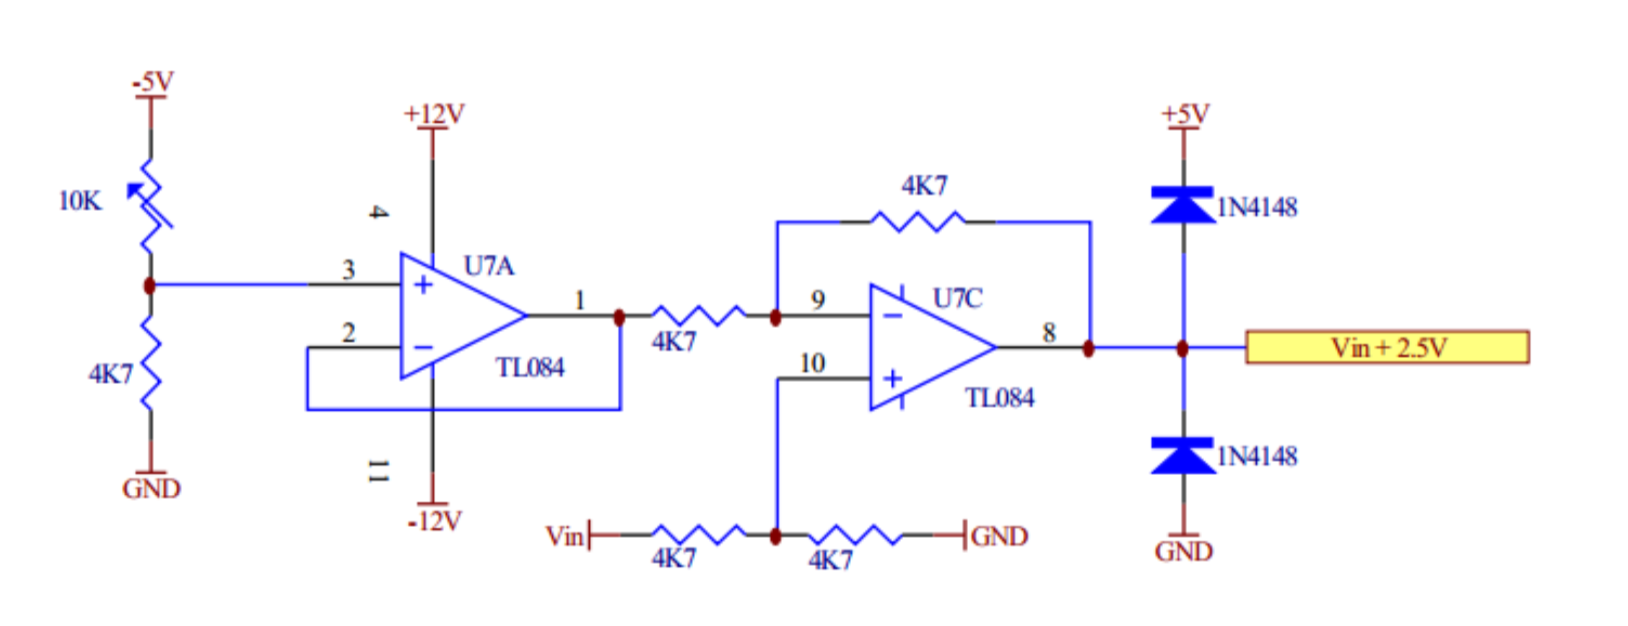 -5V
10K
4K7
GND
+12V
4
3
2
U7A
1
TL084
11
-12V
4K7
4K7
9
10
U7C
8
TL084
Vin
4K7
4K7
GND
+5V
1N4148
Vin + 2.5V
1N4148
GND